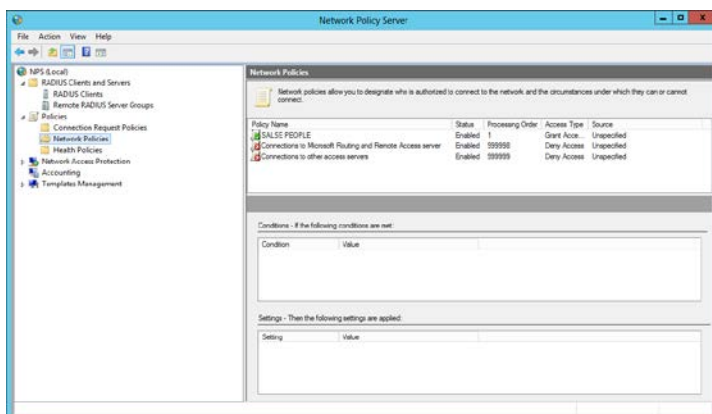 Network Policy Server
File Action View Help
NPS (Local)
RADIUS Clients and Servers
RADIUS Clients
Remote RADIUS Server Groups
Policies
Connection Request Policies
Network Policies
Health Policies
Network Access Protection
Accounting
Templates Management
Network Policies
Network policies allow you to designate who is authorized to connect to the network and the circumstances under which they can or cannot
connect.
Policy Name Status Processing Order Access Type Source
SALSE PEOPLE Enabled 1 Grant Acce... Unspecified
Connections to Microsoft Routing and Remote Access server Enabled 999998 Deny Access Unspecified
Connections to other access servers Enabled 999999 Deny Access Unspecified
Conditions - If the following conditions are met:
Condition Value
Settings - Then the following settings are applied:
Setting Value